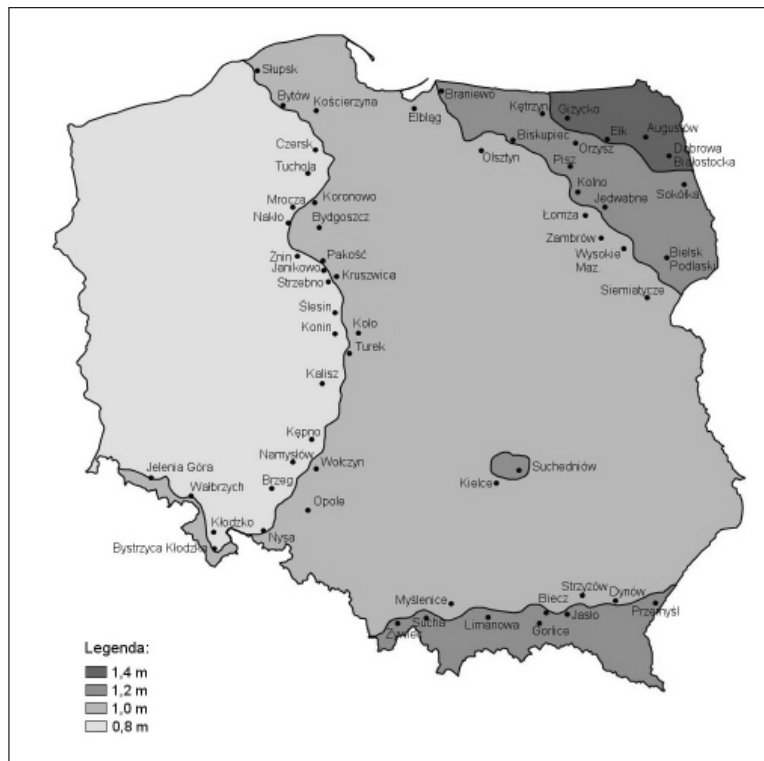 Słupsk
Bytów
Kościerzyna
Elbląg
Braniewo
Kętrzyn
Giżycko
Ełk
Augustów
Biskupiec
Orzysz
Dąbrowa
Białostocka
Olsztyn
Pisz
Czersk
Tuchola
Kolno
Sokółka
Mrocza
Koronowo
Jedwabne
Nakło
Bydgoszcz
Łomża
Zambrów
Żnin
Pakość
Wysokie
Maz.
Bielsk
Podlaski
Janikowo
Kruszwica
Strzebno
Siemiatycze
Ślesin
Konin
Koło
Turek
Kalisz
Kępno
Namysłów
Wołczyn
Suchedniów
Jelenia Góra
Kielce
Wałbrzych
Brzeg
Opole
Kłodzko
Nysa
Bystrzyca Kłodzka
Strzyżów
Dynów
Myślenice
Biecz
Przemyśl
Sucha
Limanowa
Jasło
Żywiec
Gorlice
Legenda:
1,4 m
1,2 m
1,0 m
0,8 m